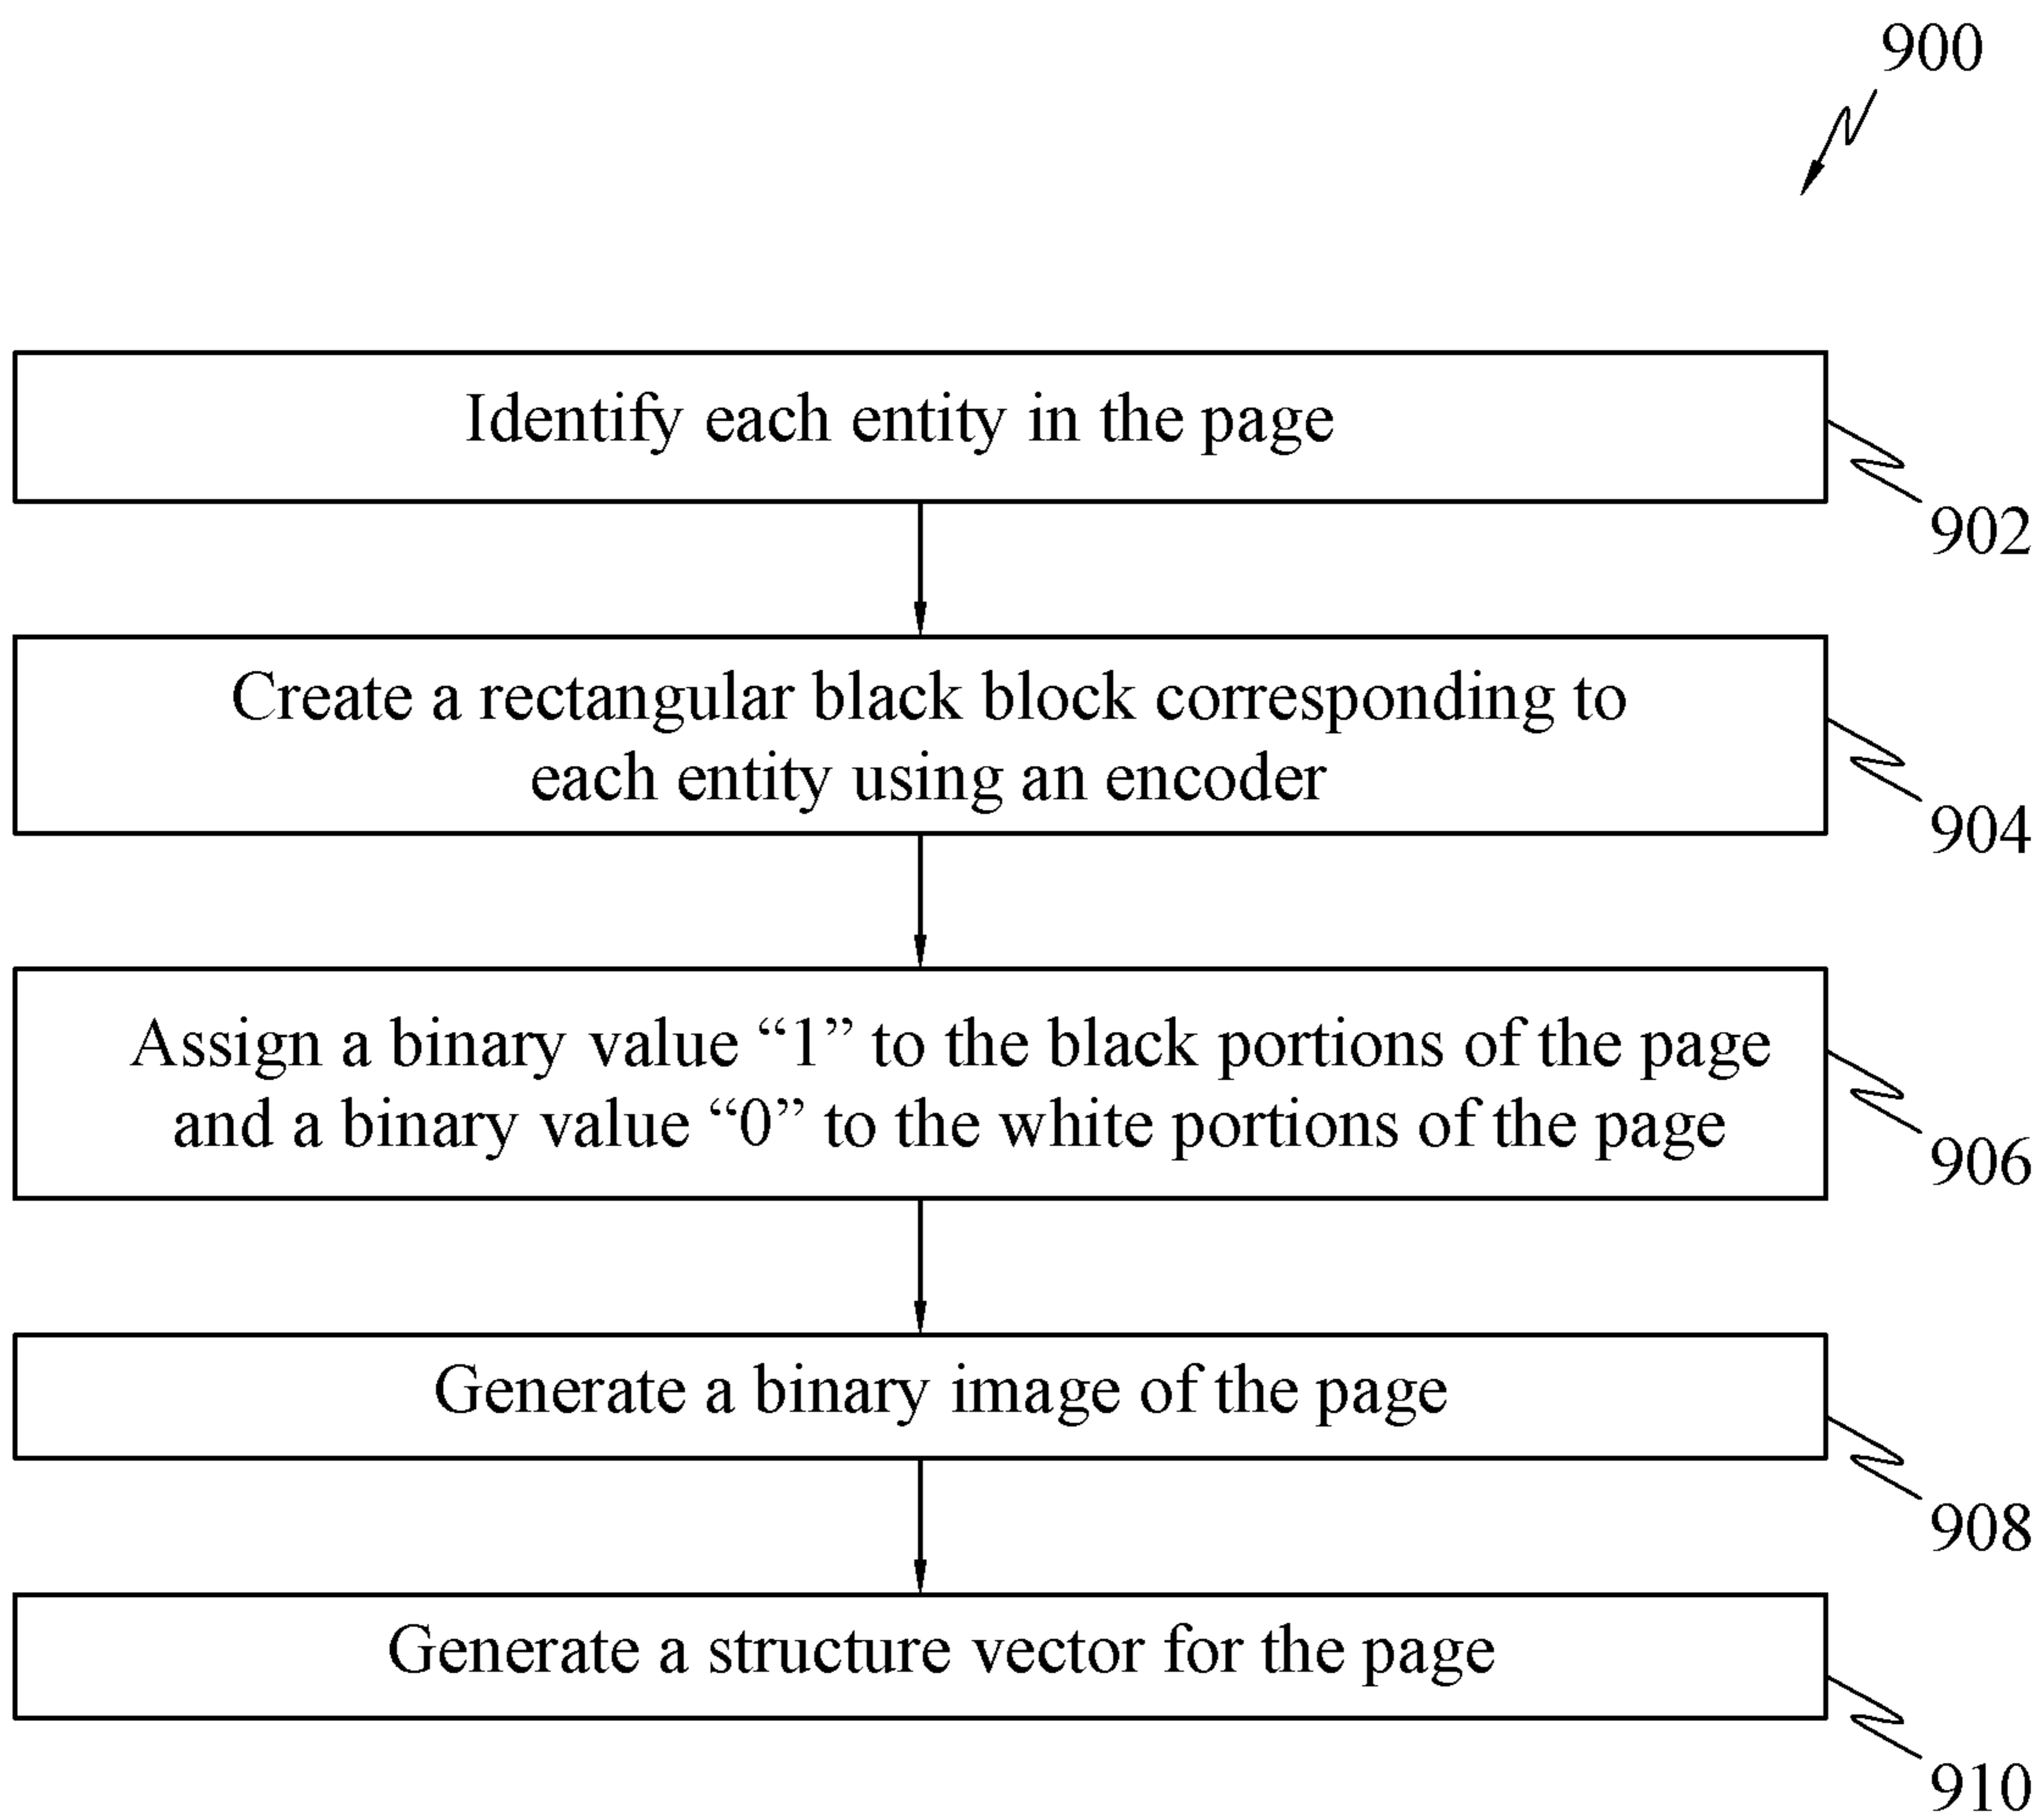 900
Identify each entity in the page
902
Create a rectangular black block corresponding to
each entity using an encoder
904
Assign a binary value “1” to the black portions of the page
and a binary value “0” to the white portions of the page
906
Generate a binary image of the page
908
Generate a structure vector for the page
910